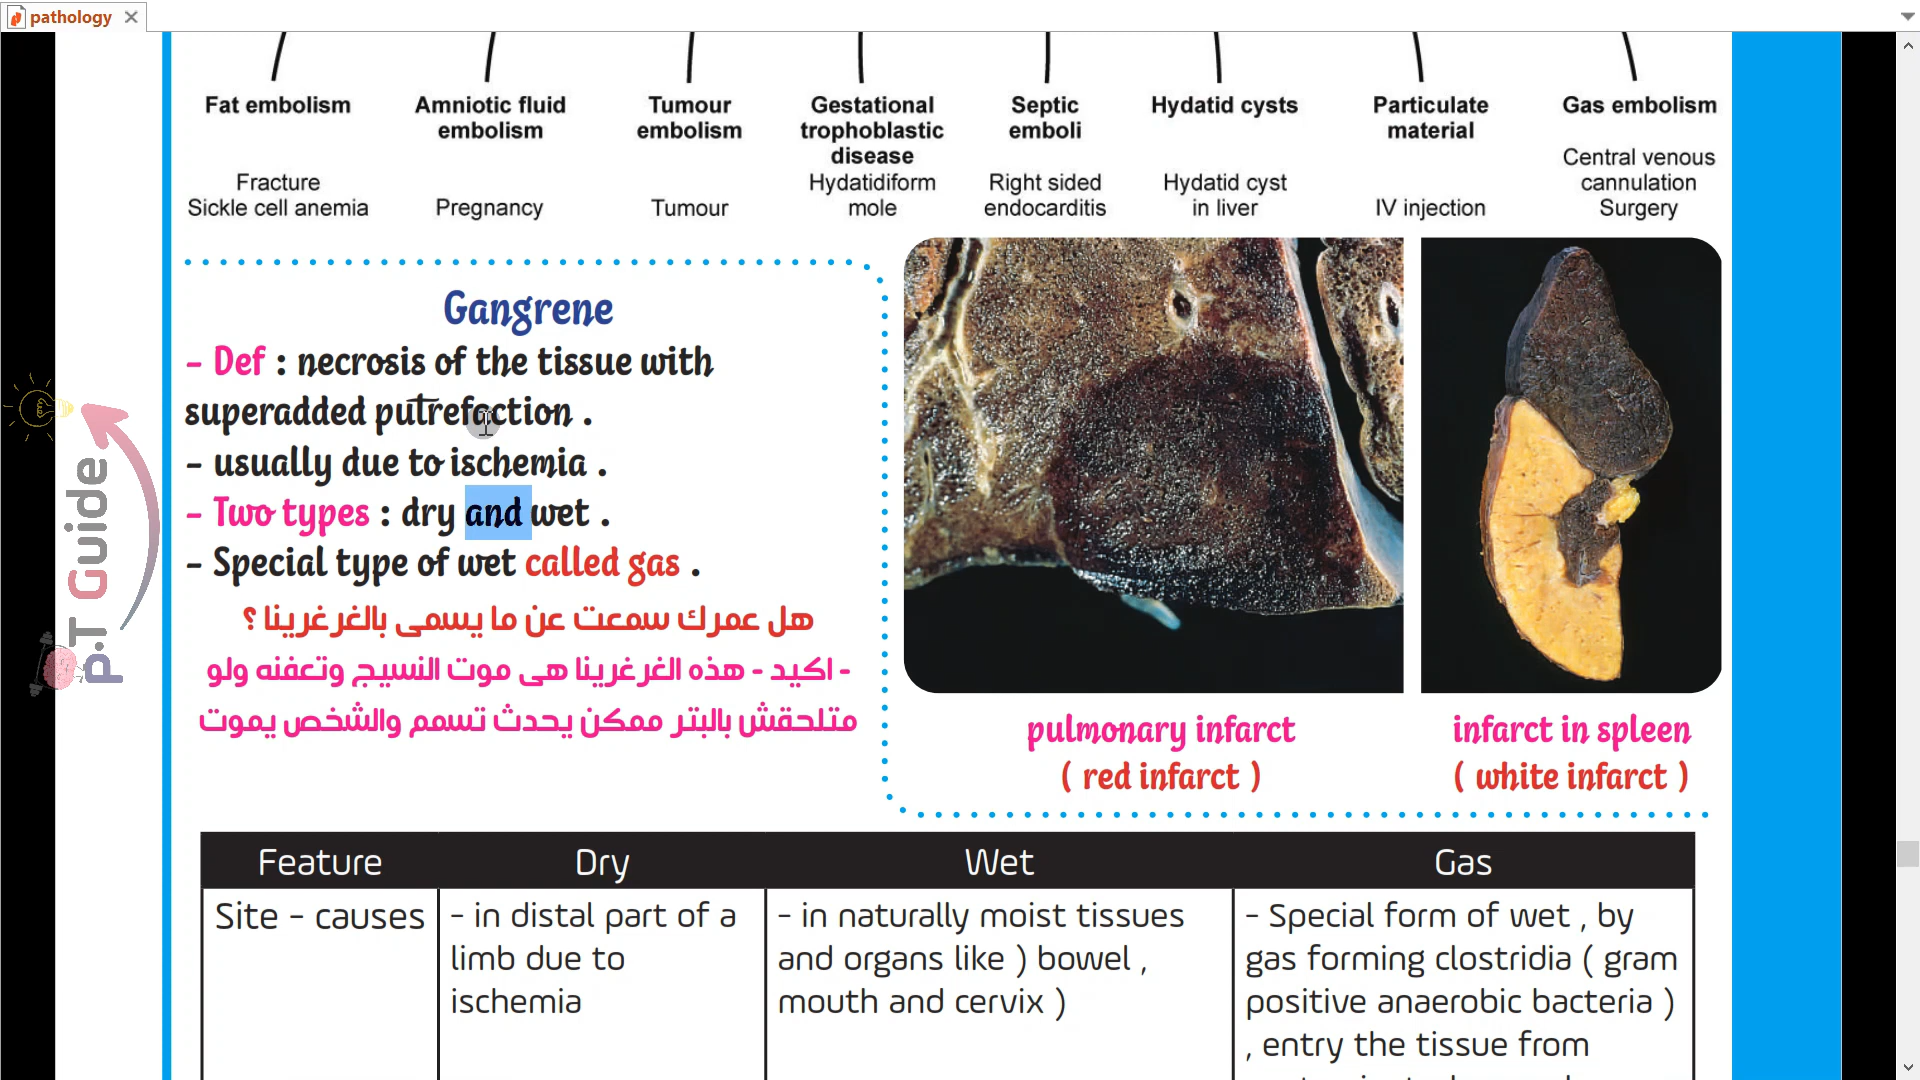 pathology
Fat embolism
Fracture
Sickle cell anemia
Amniotic fluid
embolism
Pregnancy
Tumour
embolism
Tumour
Gestational
trophoblastic
disease
Hydatidiform
mole
Septic
emboli
Right sided
endocarditis
Hydatid cysts
Hydatid cyst
in liver
Particulate
material
IV injection
Gas embolism
Central venous
cannulation
Surgery
Gangrene
- Def : necrosis of the tissue with
superadded putrefaction .
- usually due to ischemia .
- Two types : dry and wet .
- Special type of wet called gas .
هل عمرك سمعت عن ما يسمى بالغرغرينا ؟
- اكيد - هذه الغرغرينا هى موت النسيج وتعفنه ولو
متلحقش بالبتر ممكن يحدث تسمم والشخص يموت
pulmonary infarct
( red infarct )
infarct in spleen
( white infarct )
P.T Guide
Feature
Dry
Wet
Gas
Site - causes
- in distal part of a
limb due to
ischemia
- in naturally moist tissues
and organs like ) bowel ,
mouth and cervix )
- Special form of wet , by
gas forming clostridia ( gram
positive anaerobic bacteria )
, entry the tissue from